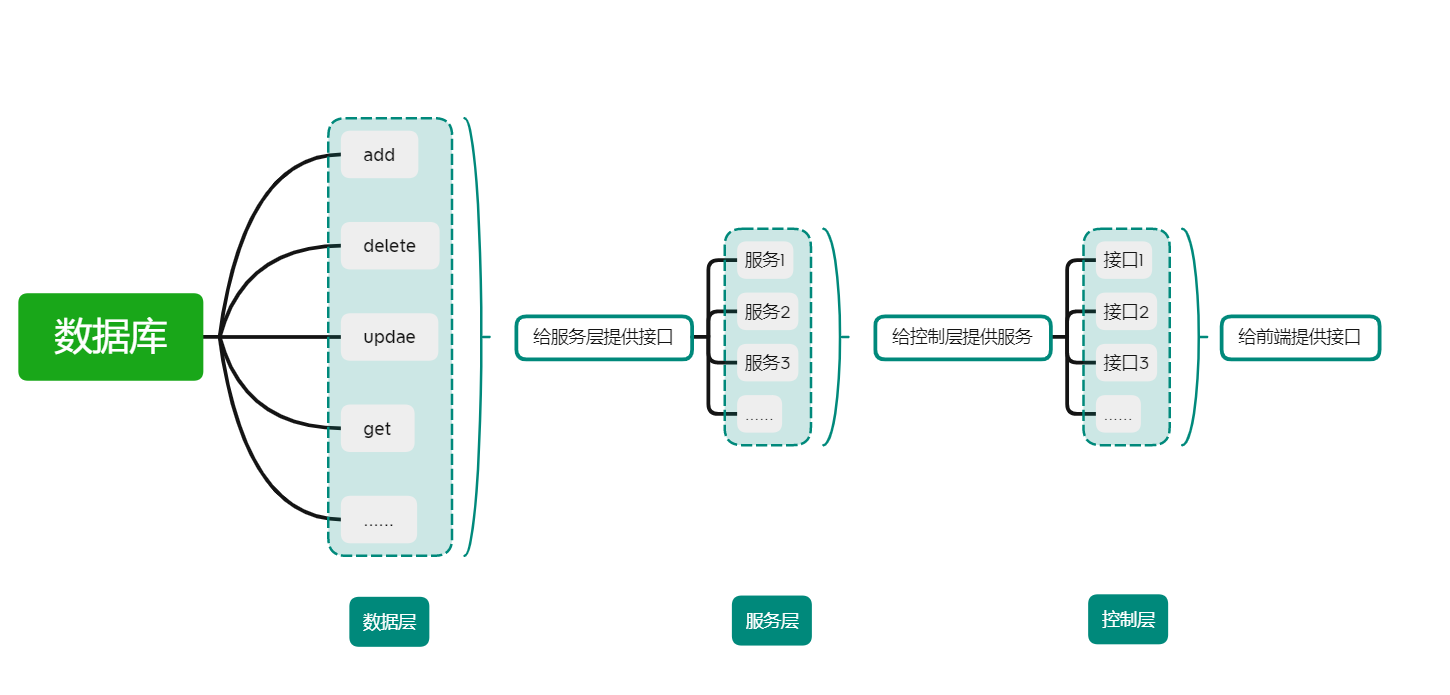 数据库
add
delete
updae
get
......
给服务层提供接口
服务1
服务2
服务3
......
给控制层提供服务
接口1
接口2
接口3
......
给前端提供接口
数据层
服务层
控制层